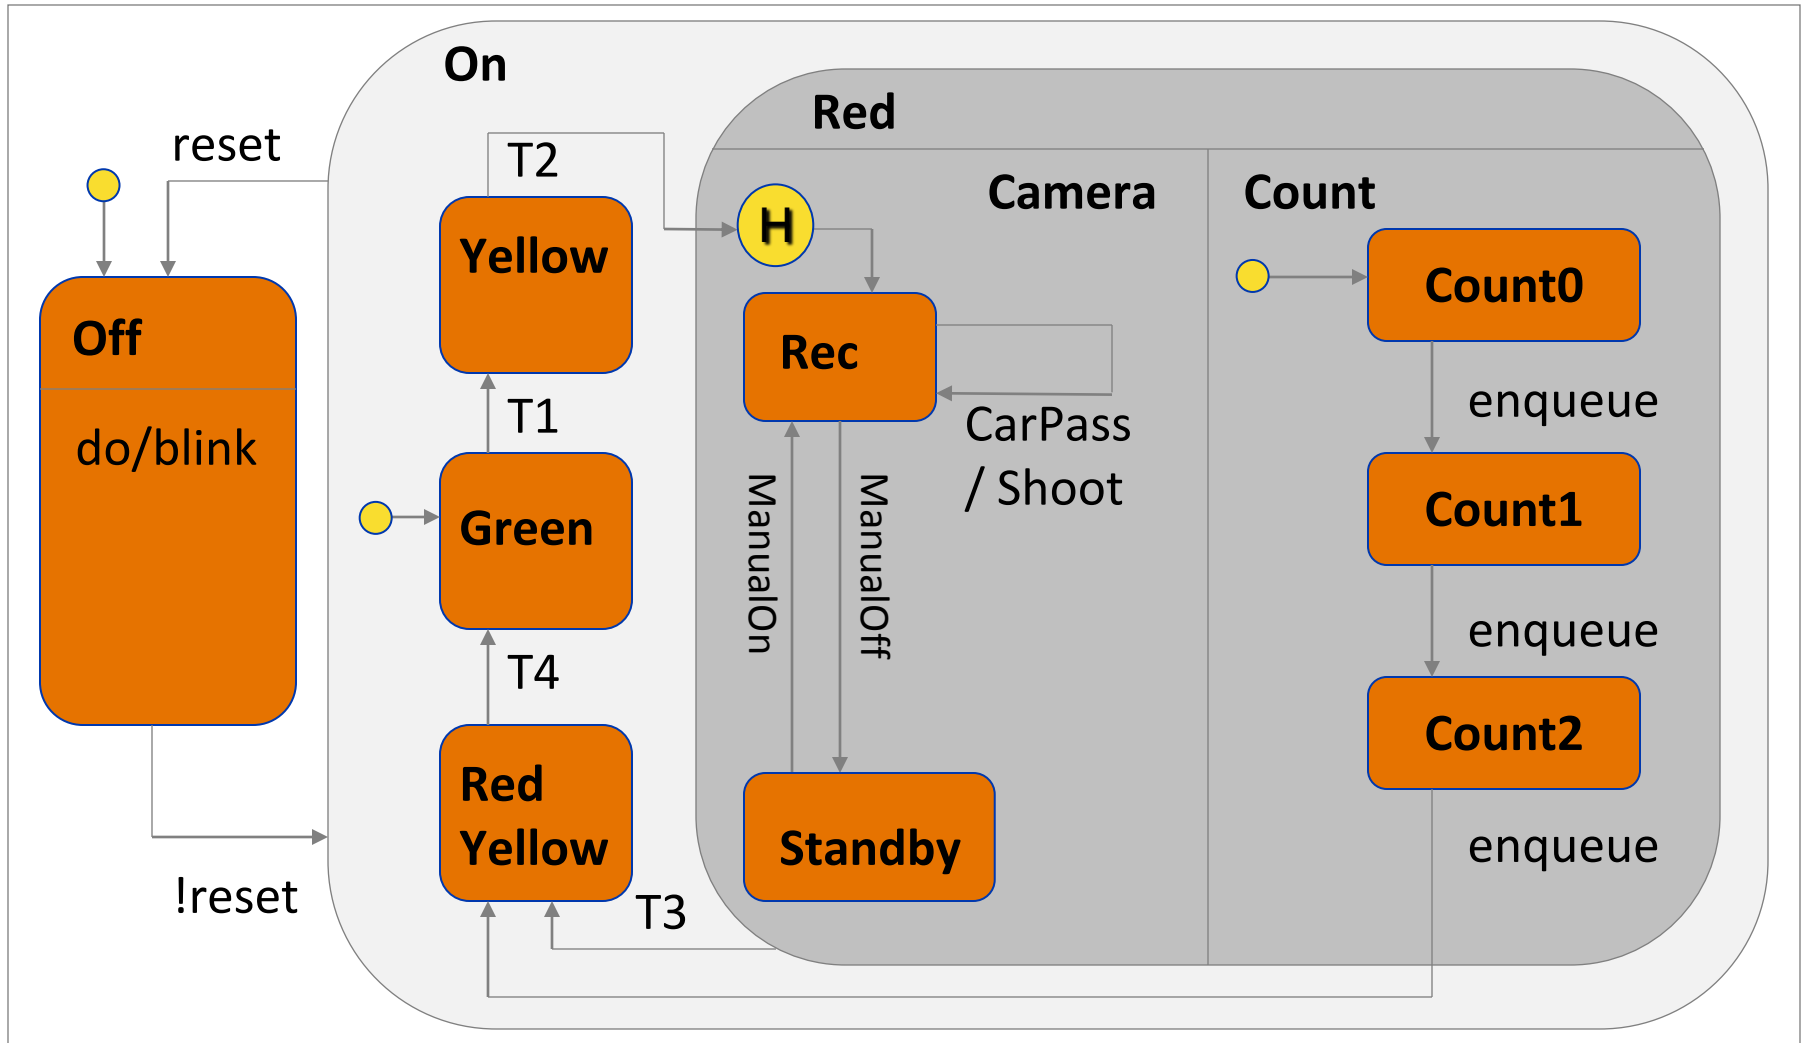 On
Red
reset
T2
H
Camera
Count
Yellow
Count0
Off
Rec
T1
enqueue
CarPass
/ Shoot
do/blink
Green
Count1
ManualOn
ManualOff
enqueue
T4
Count2
Red
Yellow
Standby
enqueue
!reset
T3